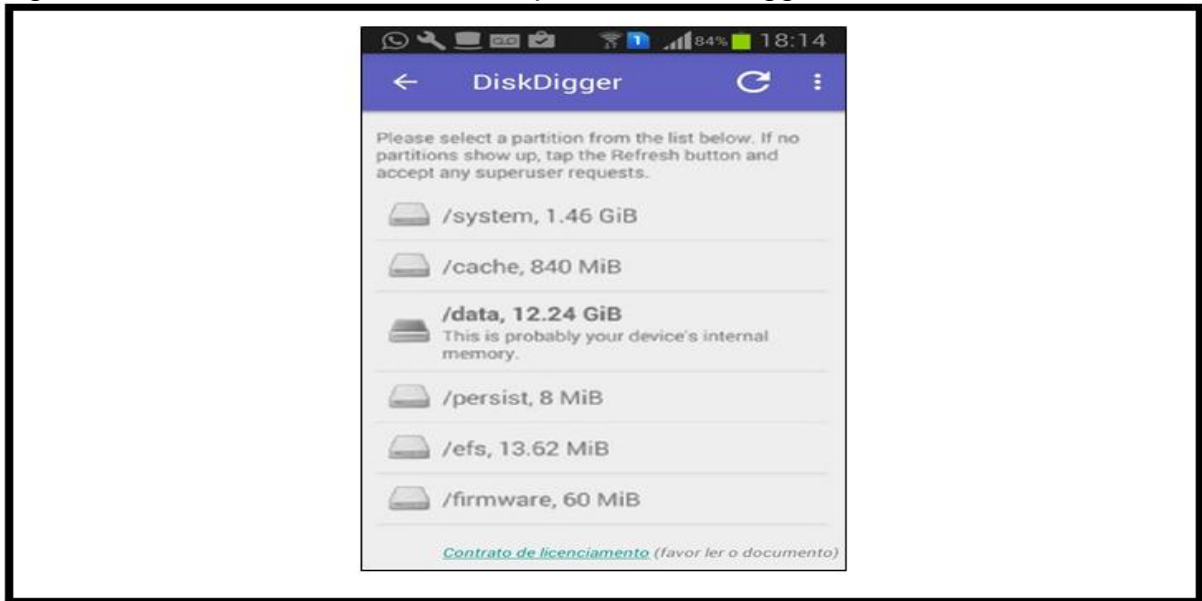 84% 18:14
DiskDigger
Please select a partition from the list below. If no
partitions show up, tap the Refresh button and
accept any superuser requests.
/system, 1.46 GiB
/cache, 840 MiB
/data, 12.24 GiB
This is probably your device's internal
memory.
/persist, 8 MiB
/efs, 13.62 MiB
/firmware, 60 MiB
Contrato de licenciamento (favor ler o documento)